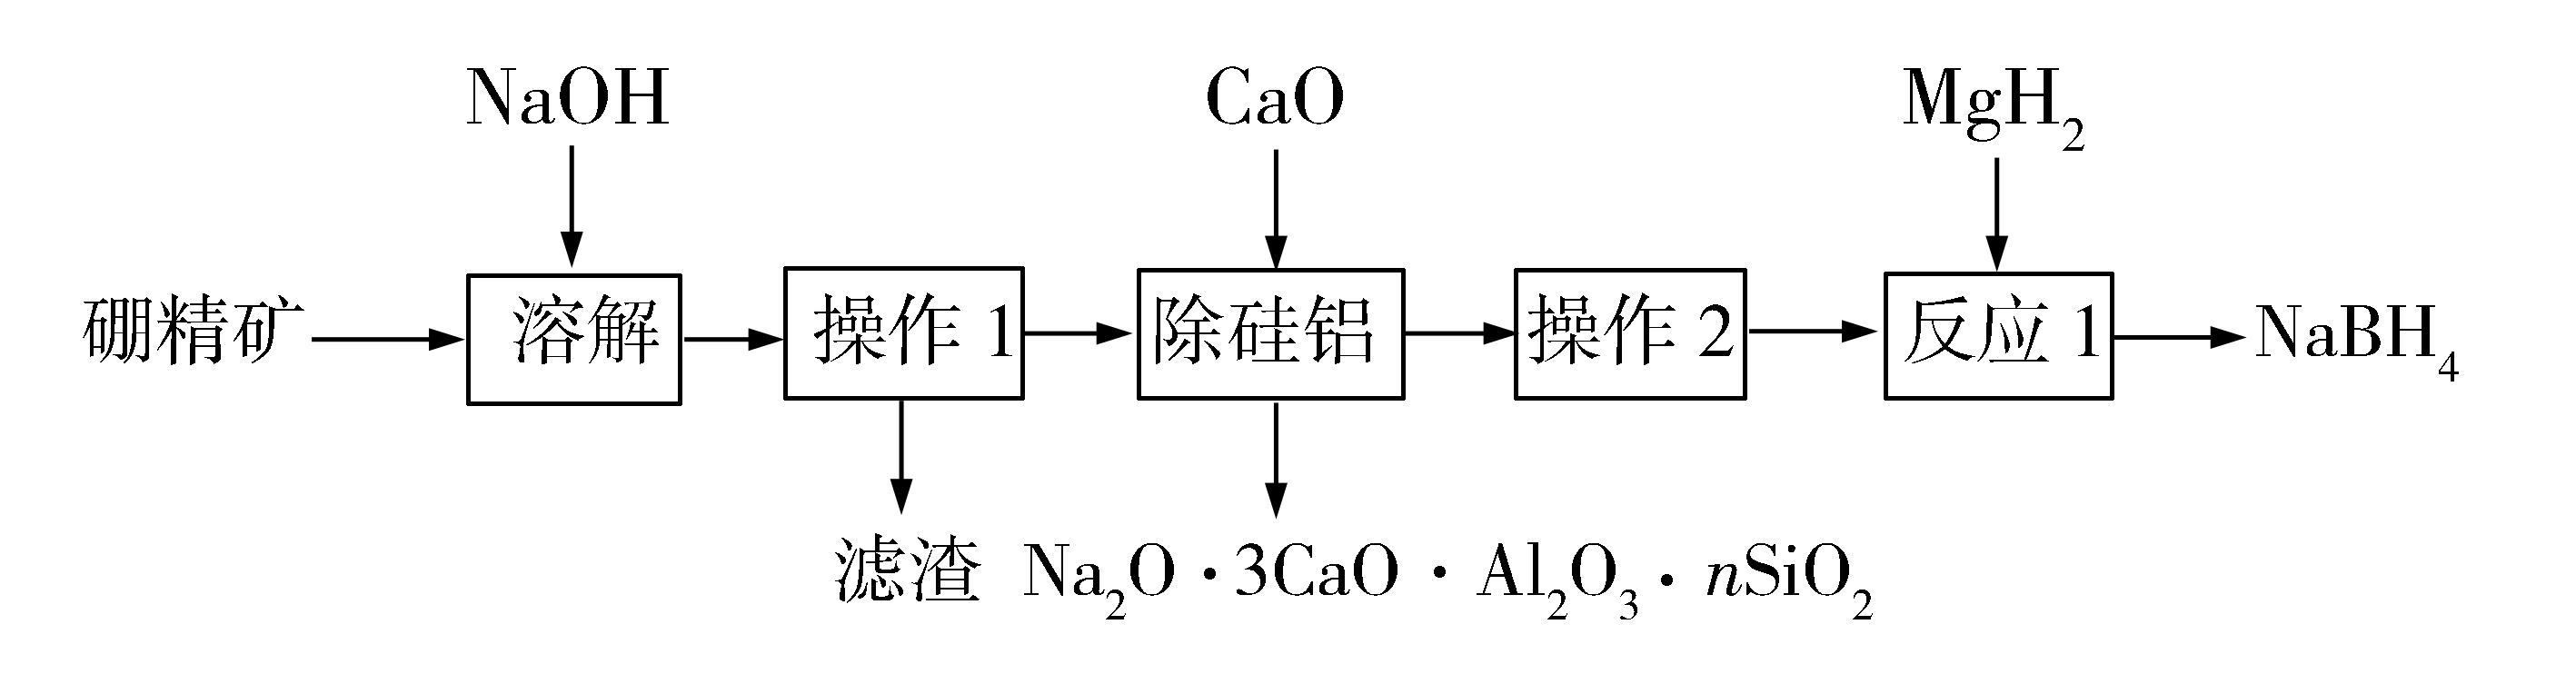 NaOH CaO MgH₂
硼精矿 溶解 操作 1 除硅铝 操作 2 反应 1 NaBH₄
滤渣 Na₂O·3CaO·Al₂O₃·nSiO₂